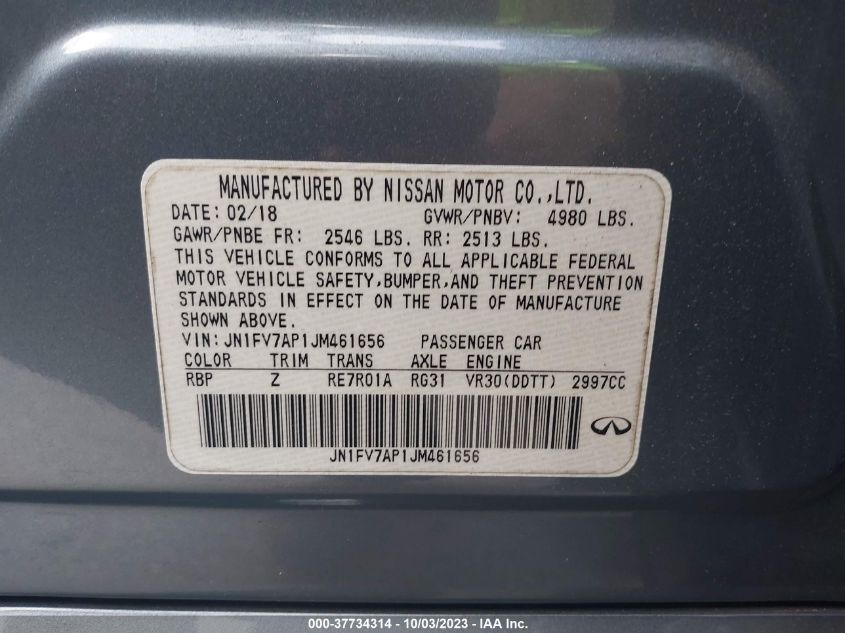 MANUFACTURED BY NISSAN MOTOR CO.,LTD.
DATE: 02/18 GVWR/PNBV: 4980 LBS.
GAWR/PNBE FR: 2546 LBS. RR: 2513 LBS.
THIS VEHICLE CONFORMS TO ALL APPLICABLE FEDERAL
MOTOR VEHICLE SAFETY,BUMPER,AND THEFT PREVENTION
STANDARDS IN EFFECT ON THE DATE OF MANUFACTURE
SHOWN ABOVE.
VIN: JN1FV7AP1JM461656 PASSENGER CAR
COLOR TRIM TRANS AXLE ENGINE
RBP Z RE7R01A RG31 VR30(DDTT) 2997CC
JN1FV7AP1JM461656
000-37734314 - 10/03/2023 - IAA Inc.